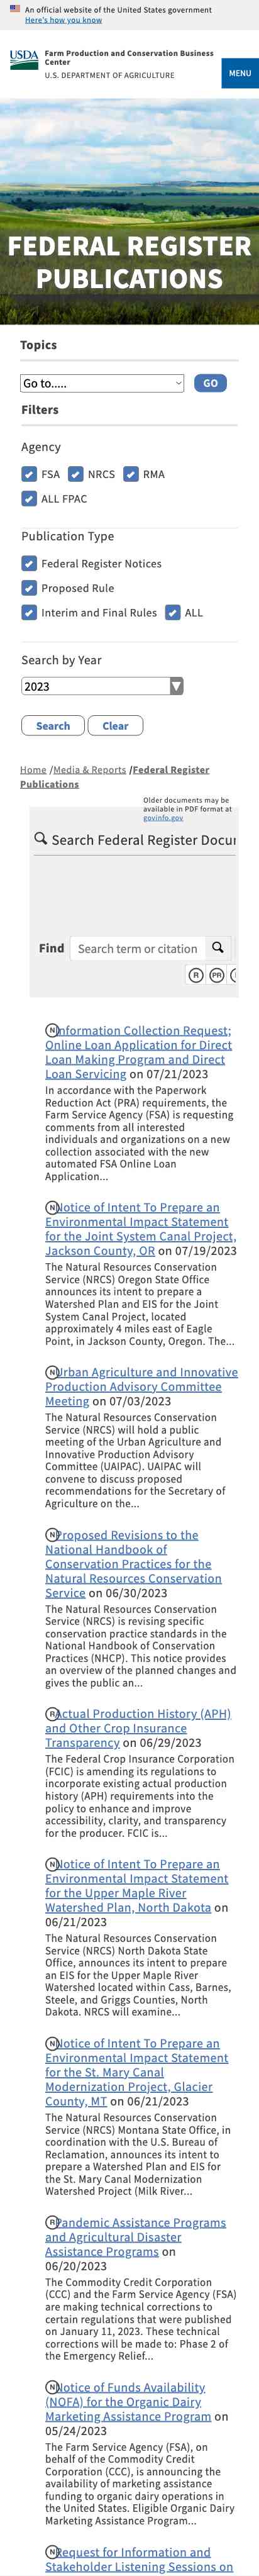 An official website of the United States government
Here's how you know
USDA
Farm Production and Conservation Business
Center
U.S. DEPARTMENT OF AGRICULTURE
MENU
FEDERAL REGISTER
PUBLICATIONS
Topics
Go to.....
GO
Filters
Agency
FSA NRCS RMA
ALL FPAC
Publication Type
Federal Register Notices
Proposed Rule
Interim and Final Rules ALL
Search by Year
2023
Search Clear
Home /Media & Reports /Federal Register
Publications
Older documents may be
available in PDF format at
govinfo.gov
Search Federal Register Docu
Find Search term or citation
R PR
N Information Collection Request;
Online Loan Application for Direct
Loan Making Program and Direct
Loan Servicing on 07/21/2023
In accordance with the Paperwork
Reduction Act (PRA) requirements, the
Farm Service Agency (FSA) is requesting
comments from all interested
individuals and organizations on a new
collection associated with the new
automated FSA Online Loan
Application...
N Notice of Intent To Prepare an
Environmental Impact Statement
for the Joint System Canal Project,
Jackson County, OR on 07/19/2023
The Natural Resources Conservation
Service (NRCS) Oregon State Office
announces its intent to prepare a
Watershed Plan and EIS for the Joint
System Canal Project, located
approximately 4 miles east of Eagle
Point, in Jackson County, Oregon. The...
N Urban Agriculture and Innovative
Production Advisory Committee
Meeting on 07/03/2023
The Natural Resources Conservation
Service (NRCS) will hold a public
meeting of the Urban Agriculture and
Innovative Production Advisory
Committee (UAIPAC). UAIPAC will
convene to discuss proposed
recommendations for the Secretary of
Agriculture on the...
N Proposed Revisions to the
National Handbook of
Conservation Practices for the
Natural Resources Conservation
Service on 06/30/2023
The Natural Resources Conservation
Service (NRCS) is revising specific
conservation practice standards in the
National Handbook of Conservation
Practices (NHCP). This notice provides
an overview of the planned changes and
gives the public an...
R Actual Production History (APH)
and Other Crop Insurance
Transparency on 06/29/2023
The Federal Crop Insurance Corporation
(FCIC) is amending its regulations to
incorporate existing actual production
history (APH) requirements into the
policy to enhance and improve
accessibility, clarity, and transparency
for the producer. FCIC is...
N Notice of Intent To Prepare an
Environmental Impact Statement
for the Upper Maple River
Watershed Plan, North Dakota on
06/21/2023
The Natural Resources Conservation
Service (NRCS) North Dakota State
Office, announces its intent to prepare
an EIS for the Upper Maple River
Watershed located within Cass, Barnes,
Steele, and Griggs Counties, North
Dakota. NRCS will examine...
N Notice of Intent To Prepare an
Environmental Impact Statement
for the St. Mary Canal
Modernization Project, Glacier
County, MT on 06/21/2023
The Natural Resources Conservation
Service (NRCS) Montana State Office, in
coordination with the U.S. Bureau of
Reclamation, announces its intent to
prepare a Watershed Plan and EIS for
the St. Mary Canal Modernization
Watershed Project (Milk River...
R Pandemic Assistance Programs
and Agricultural Disaster
Assistance Programs on
06/20/2023
The Commodity Credit Corporation
(CCC) and the Farm Service Agency (FSA)
are making technical corrections to
certain regulations that were published
on January 11, 2023. These technical
corrections will be made to: Phase 2 of
the Emergency Relief...
N Notice of Funds Availability
(NOFA) for the Organic Dairy
Marketing Assistance Program on
05/24/2023
The Farm Service Agency (FSA), on
behalf of the Commodity Credit
Corporation (CCC), is announcing the
availability of marketing assistance
funding to organic dairy operations in
the United States. Eligible Organic Dairy
Marketing Assistance Program...
N Request for Information and
Stakeholder Listening Sessions on